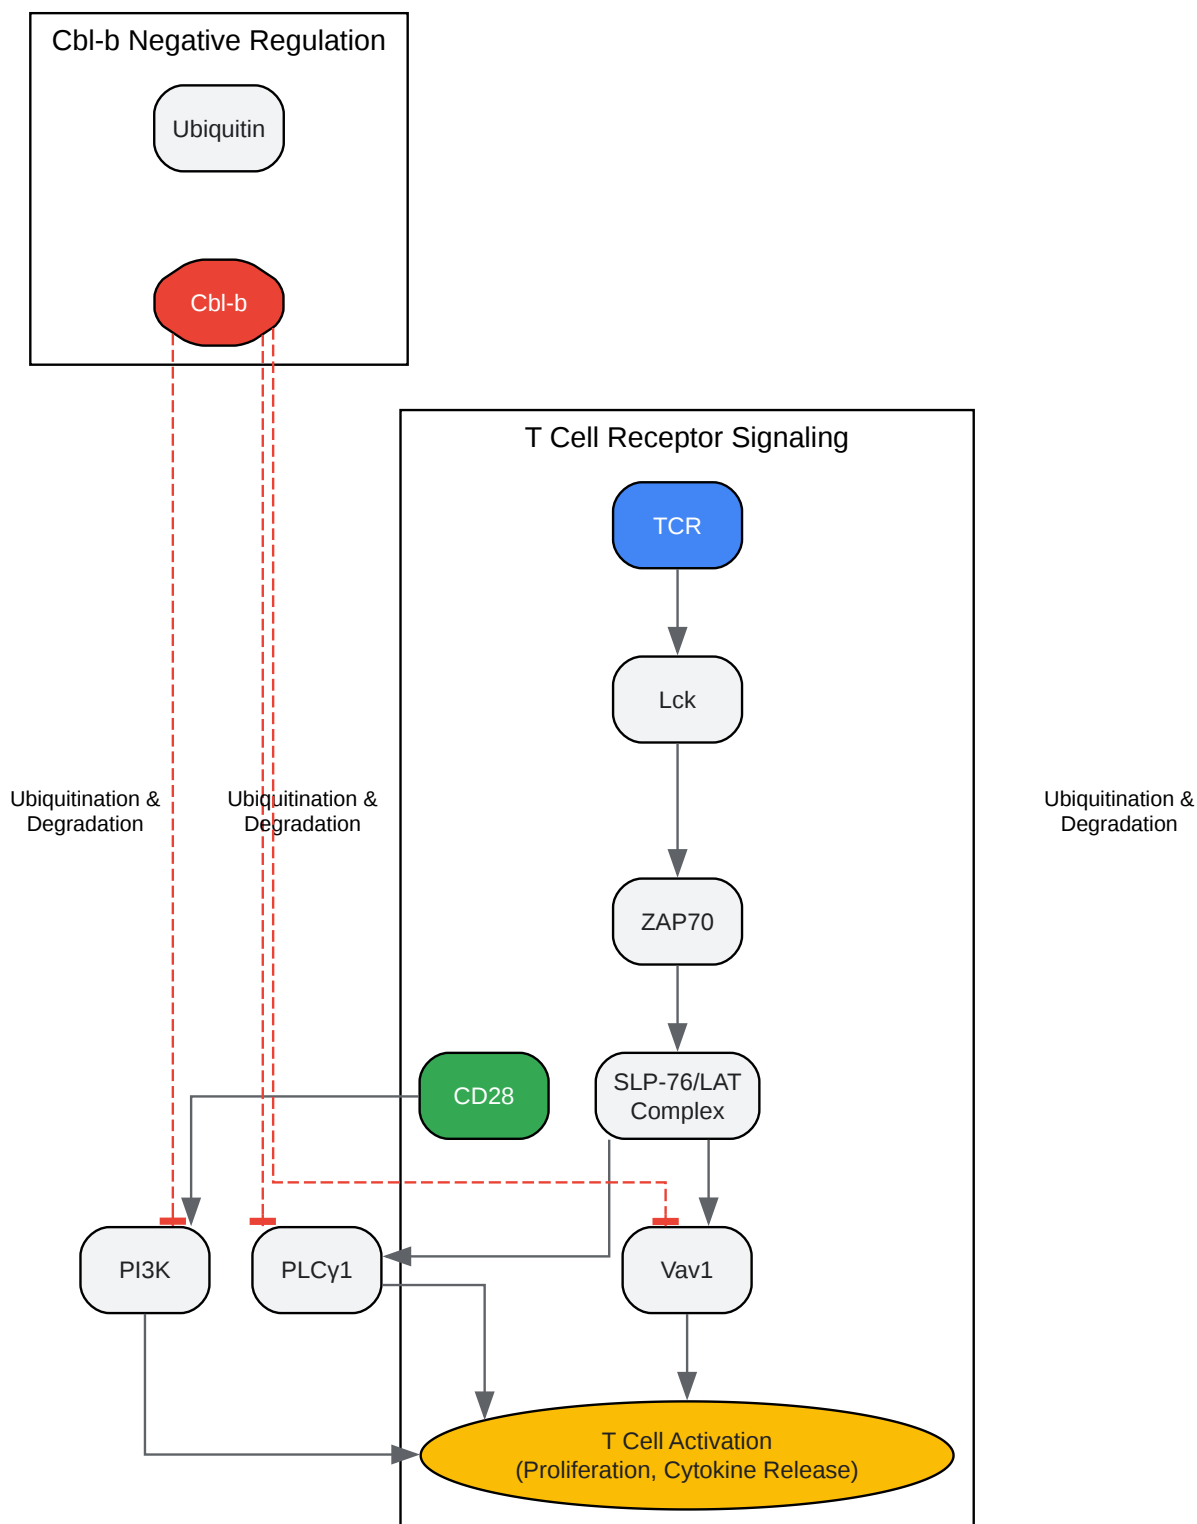 Cbl-b Negative Regulation
Ubiquitin
Cbl-b
T Cell Receptor Signaling
TCR
Lck
Ubiquitination &
Degradation
Ubiquitination &
Degradation
Ubiquitination &
Degradation
ZAP70
CD28
SLP-76/LAT
Complex
PI3K
PLCγ1
Vav1
T Cell Activation
(Proliferation, Cytokine Release)